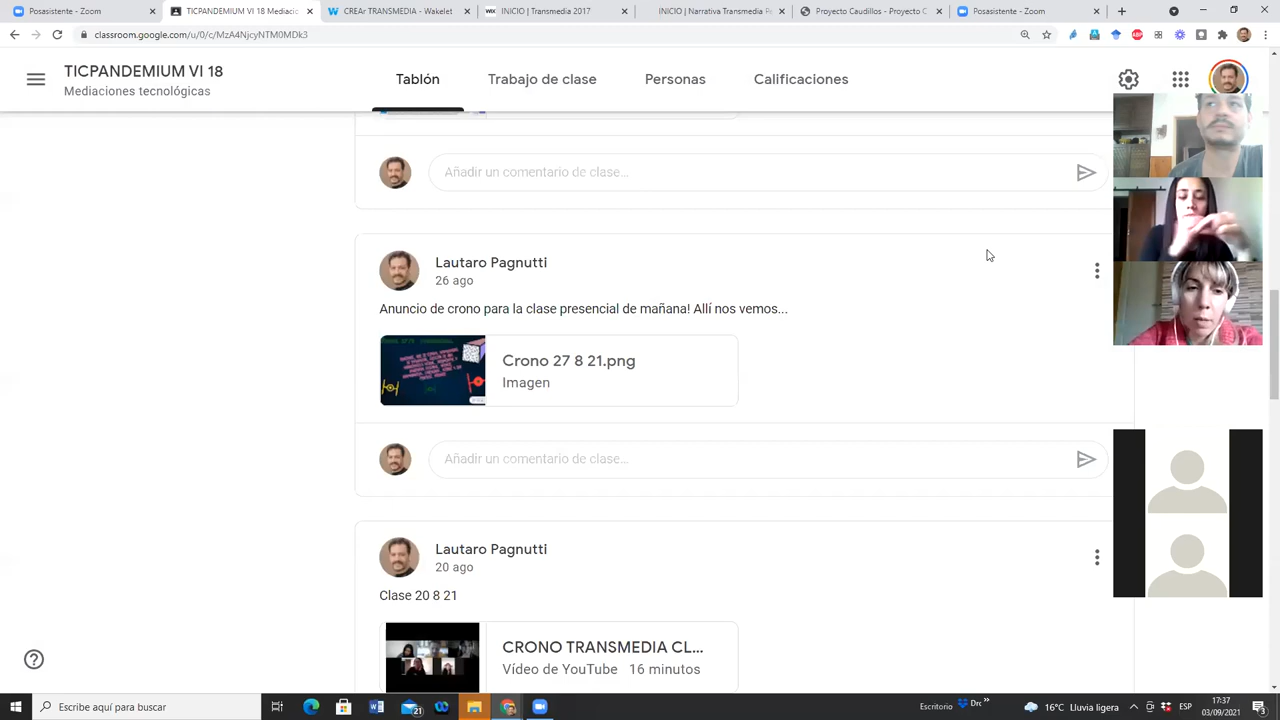 Posasistente - Zoom
TICPANDEMIUM VI 18 Mediacio
CREAr TRANSMEDIA - Wakelet
WIX
INICIO | Transmedia 2017
INICIO | Narrativa Transmedia
Proyecto Caudillos - Proyecto C
Posasistente - Zoom
classroom.google.com/u/0/c/MzA4NjcyNTM0MDk3
ABP
TICPANDEMIUM VI 18
Mediaciones tecnológicas
Tablón
Trabajo de clase
Personas
Calificaciones
Añadir un comentario de clase...
Lautaro Pagnutti
26 ago
Anuncio de crono para la clase presencial de mañana! Allí nos vemos...
Crono 27 8 21.png
Imagen
Añadir un comentario de clase...
Lautaro Pagnutti
20 ago
Clase 20 8 21
CRONO TRANSMEDIA CL...
Vídeo de YouTube 16 minutos
Escribe aquí para buscar
21
Escritorio
Drc
16°C Lluvia ligera
ESP
17:37
03/09/2021
3